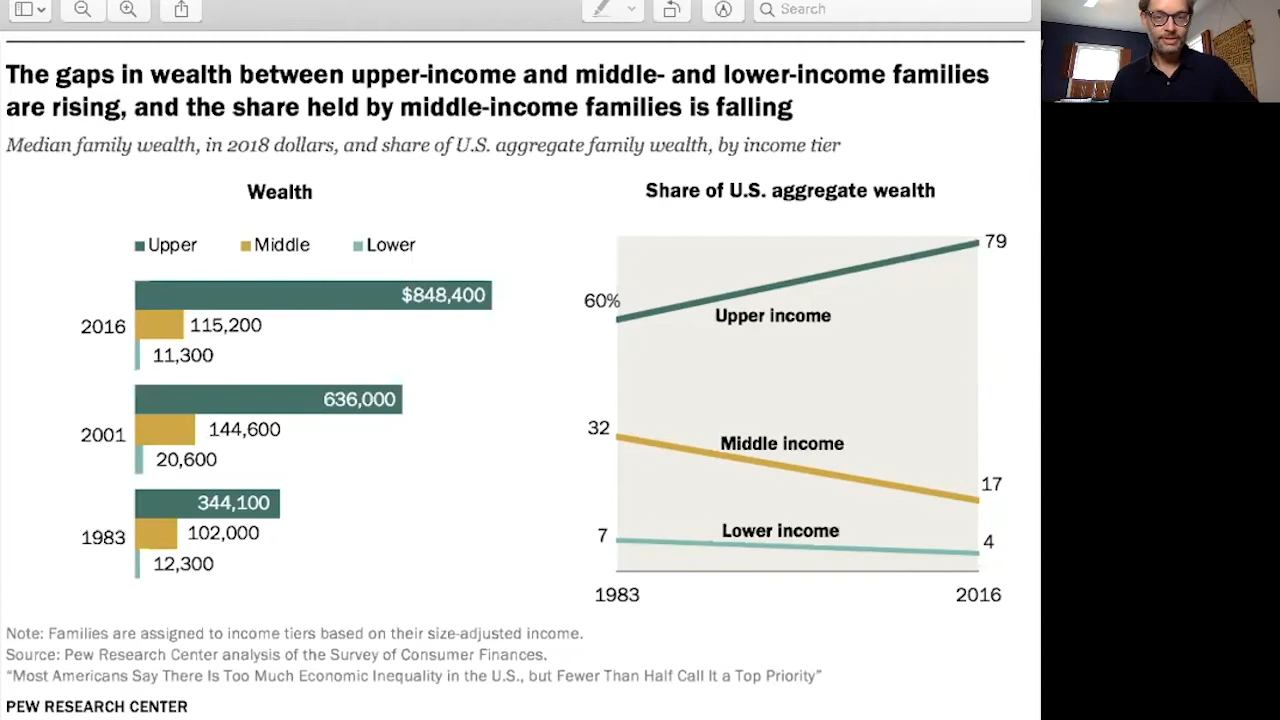 Search
The gaps in wealth between upper-income and middle- and lower-income families
are rising, and the share held by middle-income families is falling
Median family wealth, in 2018 dollars, and share of U.S. aggregate family wealth, by income tier
Wealth
Upper Middle Lower
2016
$848,400
115,200
11,300
2001
636,000
144,600
20,600
1983
344,100
102,000
12,300
Share of U.S. aggregate wealth
79
60%
Upper income
32
Middle income
17
7
Lower income
4
1983 2016
Note: Families are assigned to income tiers based on their size-adjusted income.
Source: Pew Research Center analysis of the Survey of Consumer Finances.
“Most Americans Say There Is Too Much Economic Inequality in the U.S., but Fewer Than Half Call It a Top Priority”
PEW RESEARCH CENTER